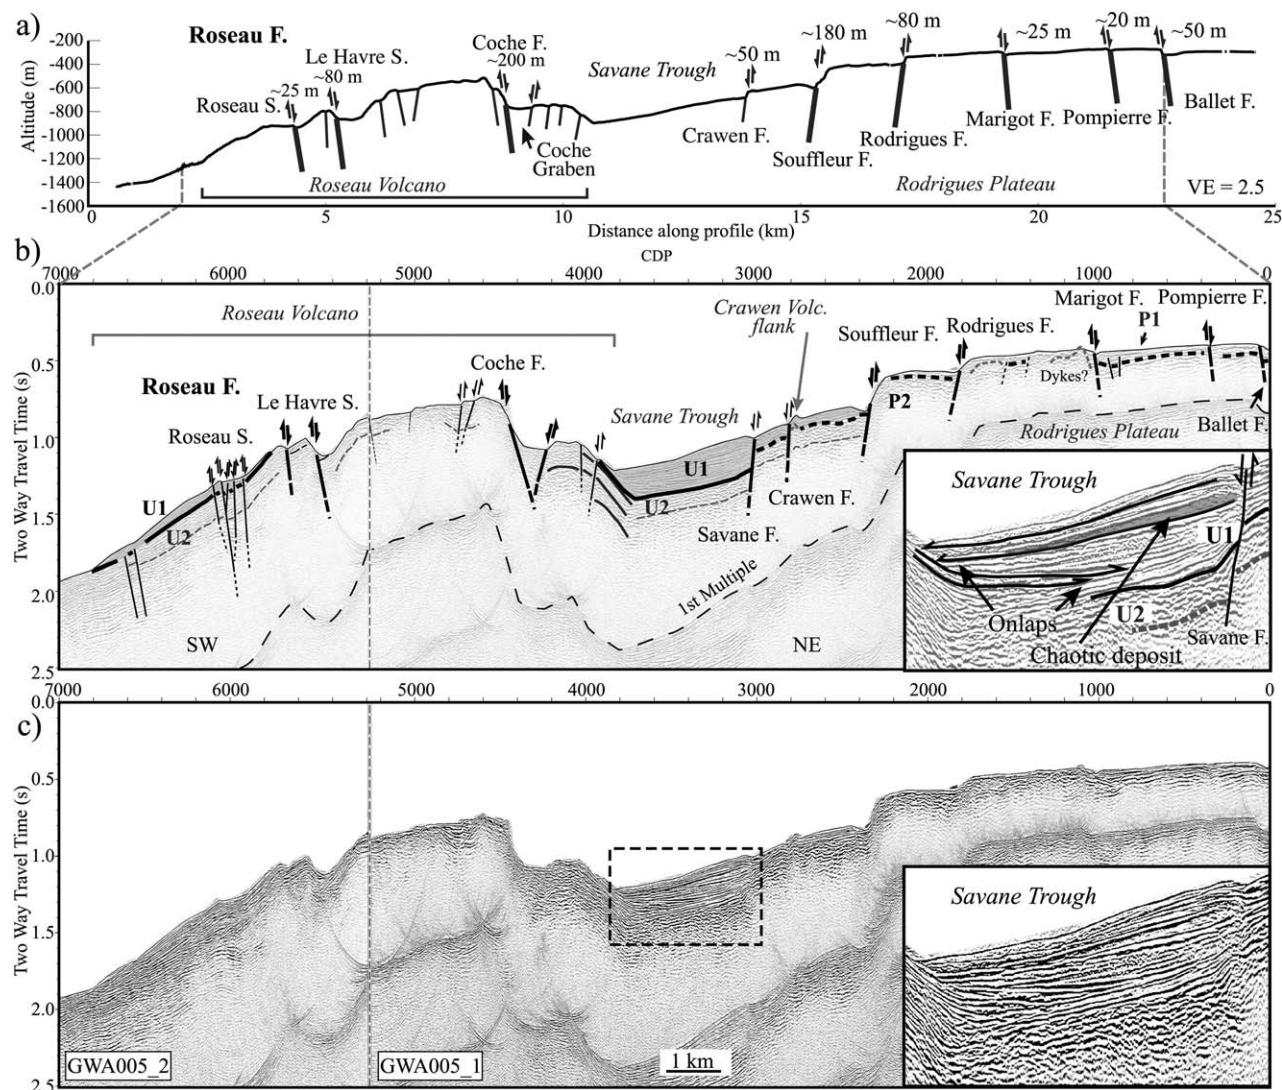 a)
-200
-400
-600
-800
-1000
-1200
-1400
-1600
Altitude (m)
Roseau F.
Le Havre S.
Roseau S.
~25 m
~80 m
Coche F.
~200 m
Coche
Graben
Savane Trough
~50 m
~180 m
~80 m
~25 m
~20 m
~50 m
Crawen F.
Souffleur F.
Rodrigues F.
Marigot F.
Pompierre F.
Ballet F.
Roseau Volcano
Rodrigues Plateau
VE = 2.5
0 5 10 15 20 25
Distance along profile (km)
b)
CDP
7000 6000 5000 4000 3000 2000 1000 0
0.0
0.5
1.0
1.5
2.0
2.5
Two Way Travel Time (s)
Roseau Volcano
Crawen Volc.
flank
Marigot F.
Pompierre F.
Souffleur F.
Rodrigues F.
P1
Roseau F.
Coche F.
Dykes?
Le Havre S.
P2
Savane Trough
Roseau S.
Rodrigues Plateau
Ballet F.
U1
U2
U1
U2
Crawen F.
Savane F.
1st Multiple
SW
NE
Savane Trough
U1
U2
Onlaps
Savane F.
Chaotic deposit
7000 6000 5000 4000 3000 2000 1000 0
c)
0.0
0.5
1.0
1.5
2.0
2.5
Two Way Travel Time (s)
Savane Trough
GWA005_2
GWA005_1
1 km